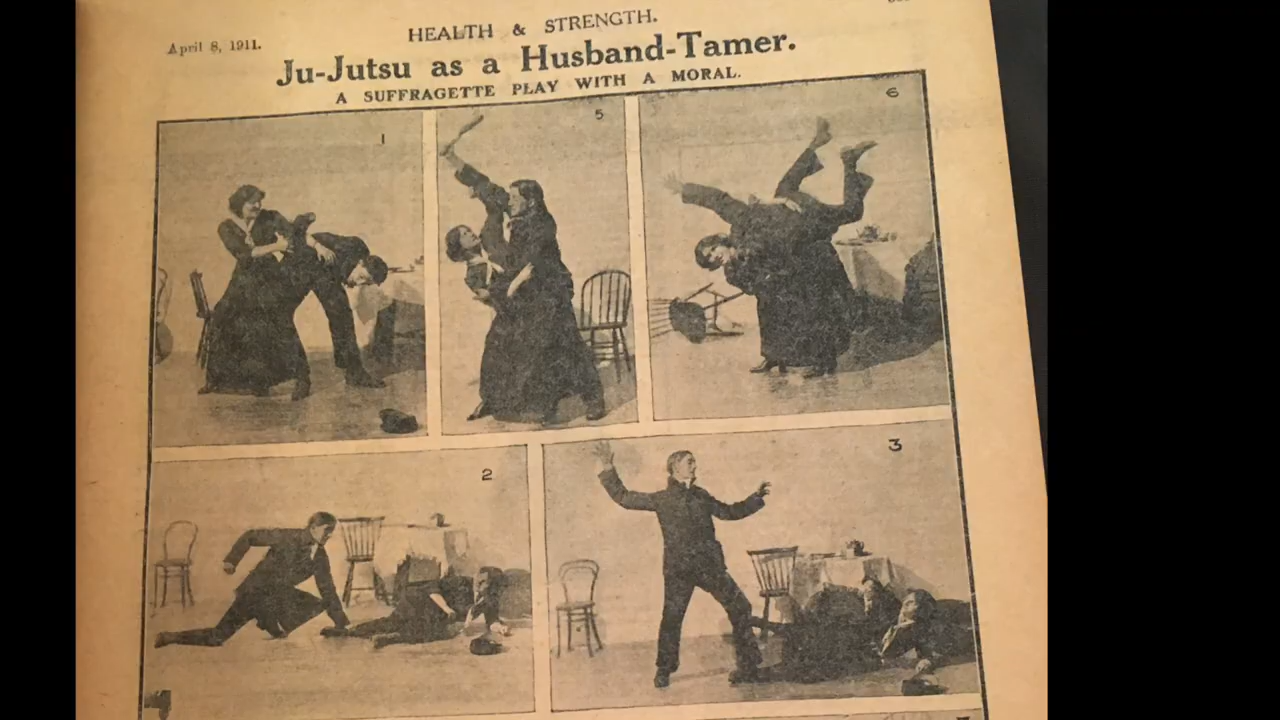 HEALTH & STRENGTH.
April 8, 1911.
Ju-Jutsu as a Husband-Tamer.
A SUFFRAGETTE PLAY WITH A MORAL.
1
5
6
2
3